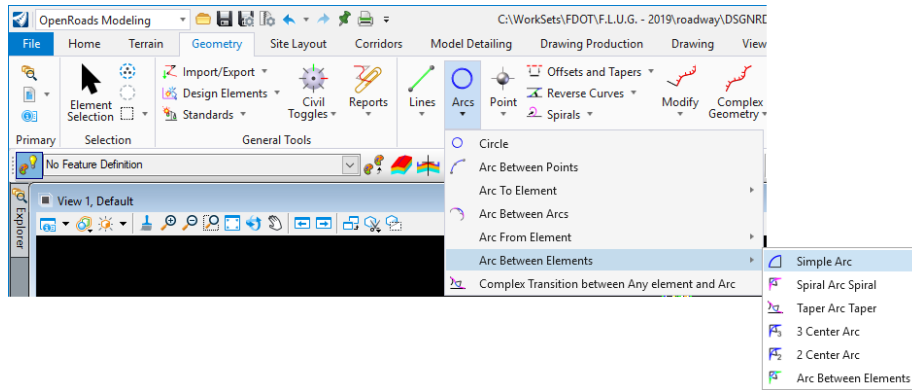 OpenRoads Modeling C:\WorkSets\FDOT\F.L.U.G. - 2019\roadway\DSGNRD
File Home Terrain Geometry Site Layout Corridors Model Detailing Drawing Production Drawing View
Import/Export Offsets and Tapers
Design Elements Reverse Curves
Element Selection Civil Toggles Reports Lines Arcs Point Modify Complex Geometry
Standards Spirals
Primary Selection General Tools
No Feature Definition
Explorer
View 1, Default
Circle
Arc Between Points
Arc To Element
Arc Between Arcs
Arc From Element
Arc Between Elements
Complex Transition between Any element and Arc
Simple Arc
Spiral Arc Spiral
Taper Arc Taper
3 Center Arc
2 Center Arc
Arc Between Elements